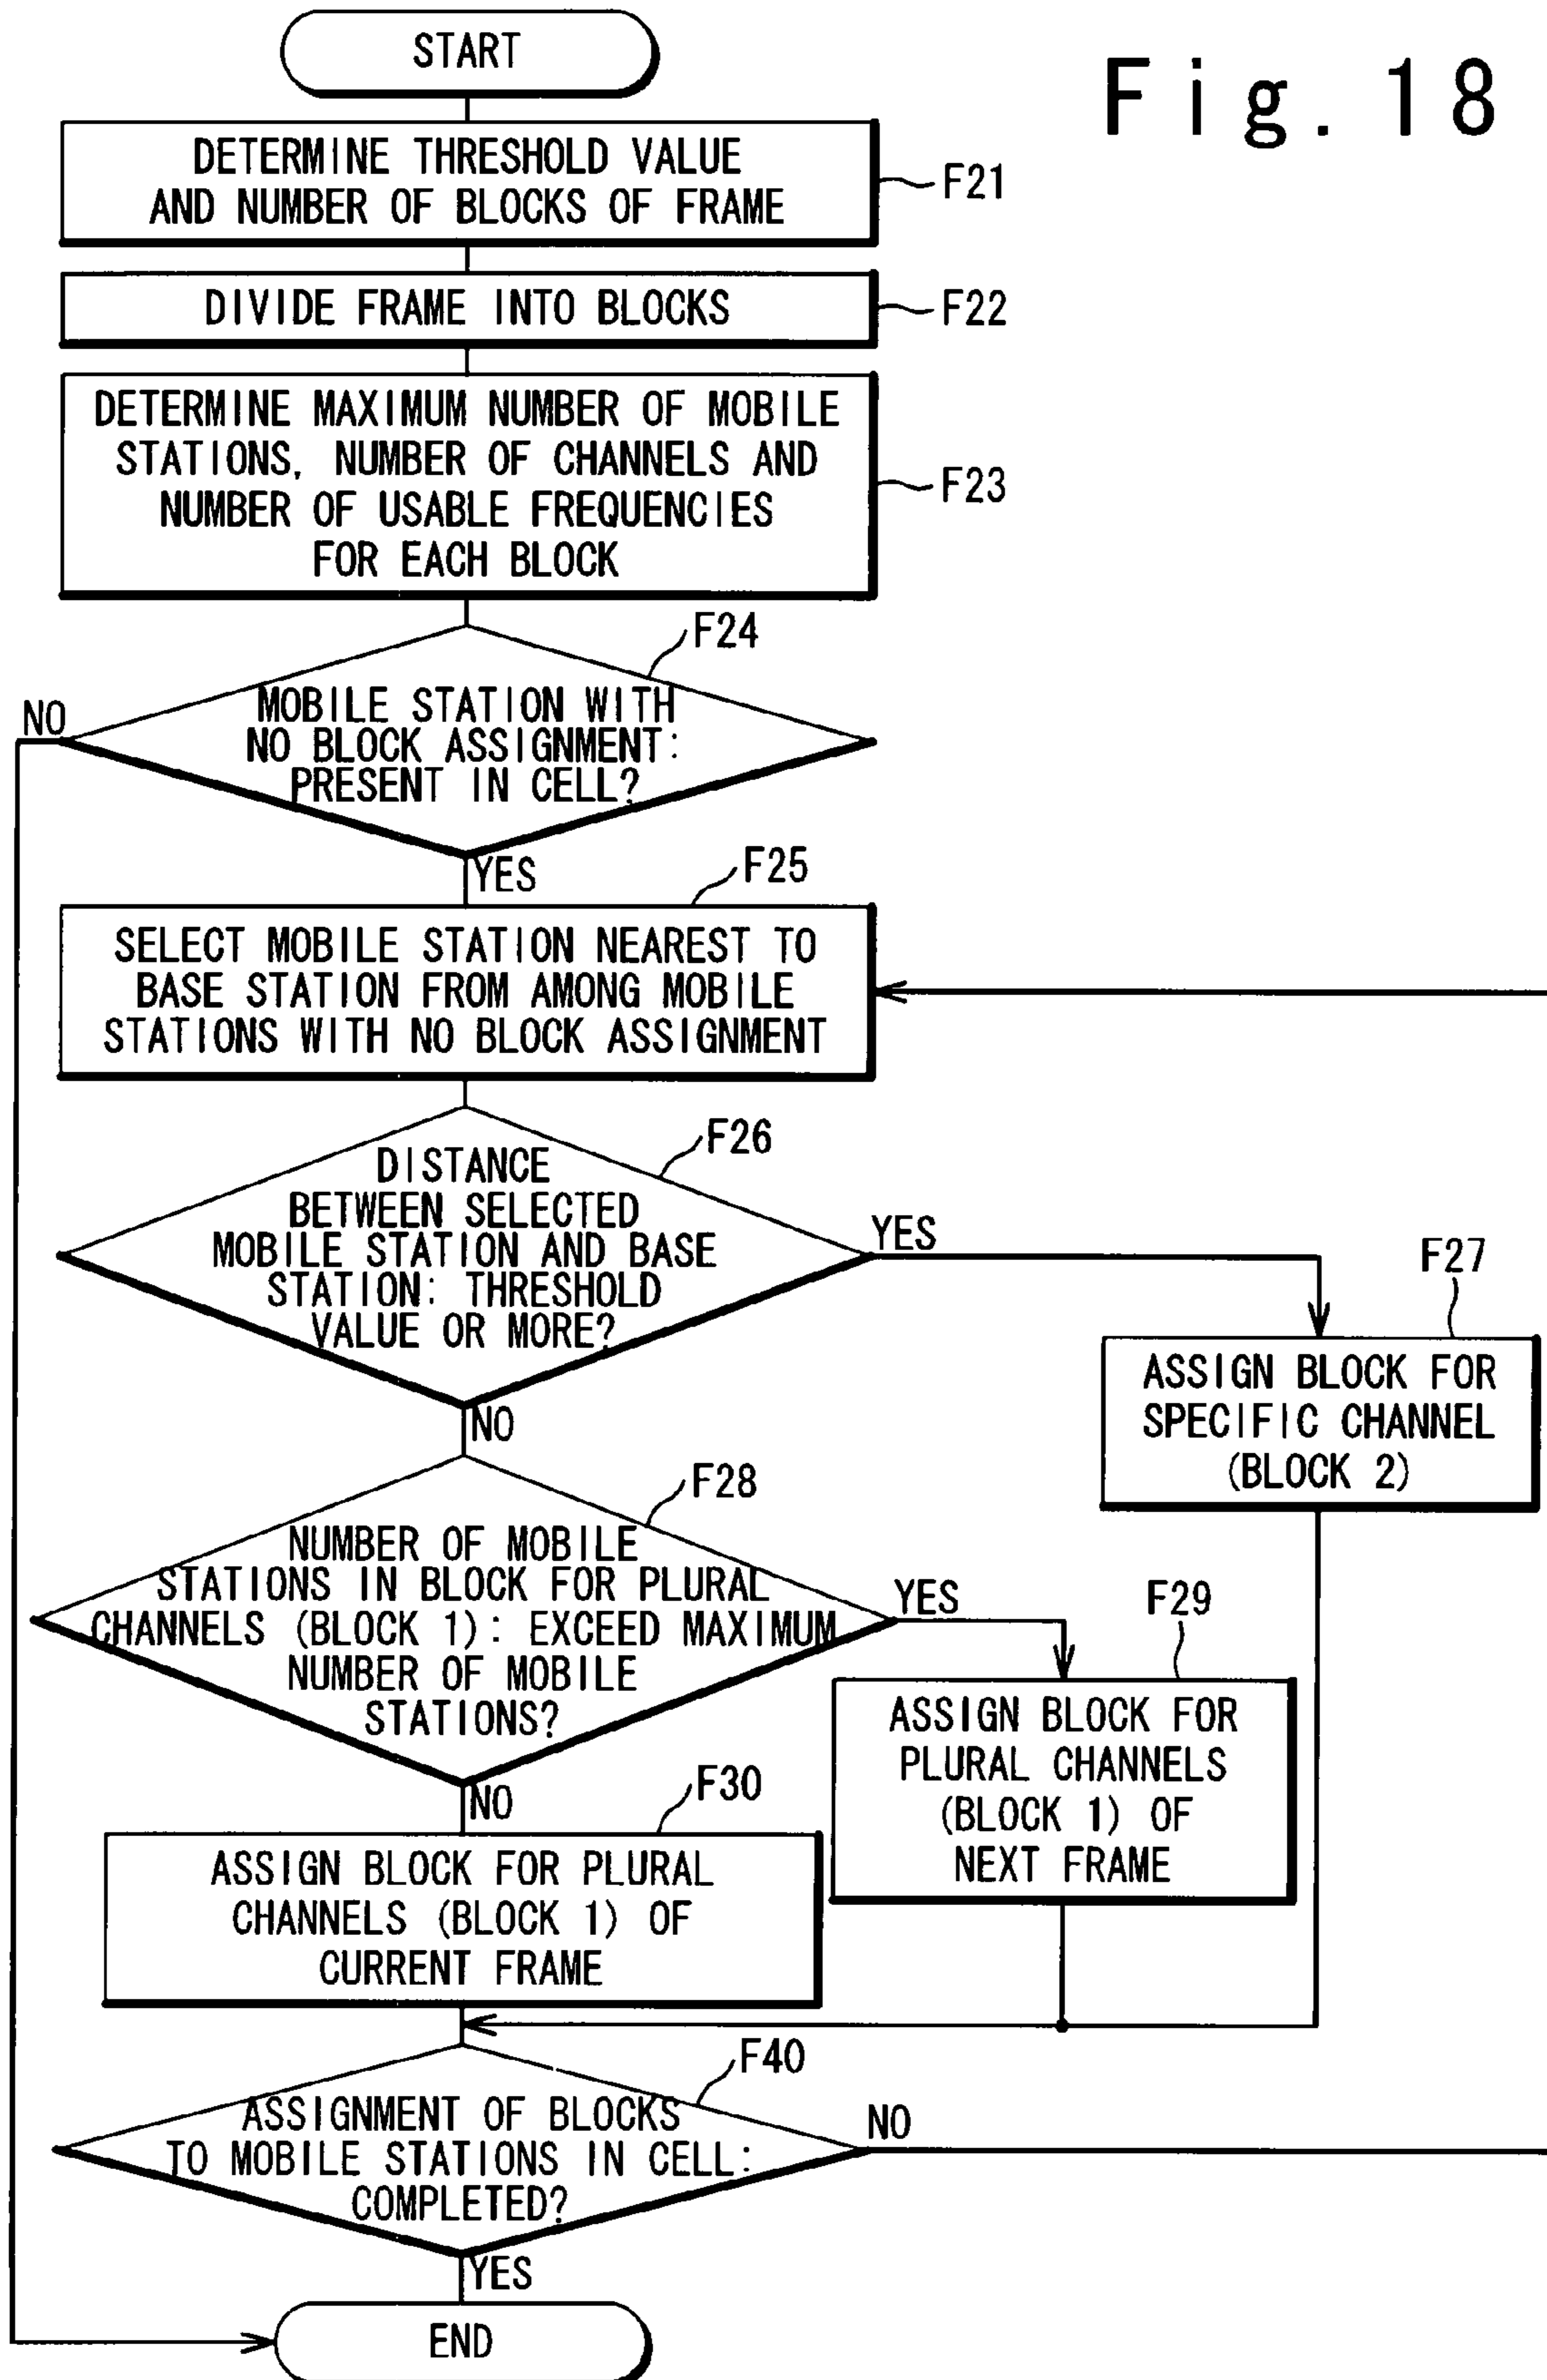 START
Fig. 18
DETERMINE THRESHOLD VALUE
AND NUMBER OF BLOCKS OF FRAME
F21
DIVIDE FRAME INTO BLOCKS
F22
DETERMINE MAXIMUM NUMBER OF MOBILE
STATIONS, NUMBER OF CHANNELS AND
NUMBER OF USABLE FREQUENCIES
FOR EACH BLOCK
F23
F24
NO
MOBILE STATION WITH
NO BLOCK ASSIGNMENT:
PRESENT IN CELL?
YES
F25
SELECT MOBILE STATION NEAREST TO
BASE STATION FROM AMONG MOBILE
STATIONS WITH NO BLOCK ASSIGNMENT
F26
DISTANCE
BETWEEN SELECTED
MOBILE STATION AND BASE
STATION: THRESHOLD
VALUE OR MORE?
YES
NO
F27
ASSIGN BLOCK FOR
SPECIFIC CHANNEL
(BLOCK 2)
F28
NUMBER OF MOBILE
STATIONS IN BLOCK FOR PLURAL
CHANNELS (BLOCK 1): EXCEED MAXIMUM
NUMBER OF MOBILE
STATIONS?
YES
NO
F29
ASSIGN BLOCK FOR
PLURAL CHANNELS
(BLOCK 1) OF
NEXT FRAME
F30
ASSIGN BLOCK FOR PLURAL
CHANNELS (BLOCK 1) OF
CURRENT FRAME
F40
ASSIGNMENT OF BLOCKS
TO MOBILE STATIONS IN CELL:
COMPLETED?
NO
YES
END